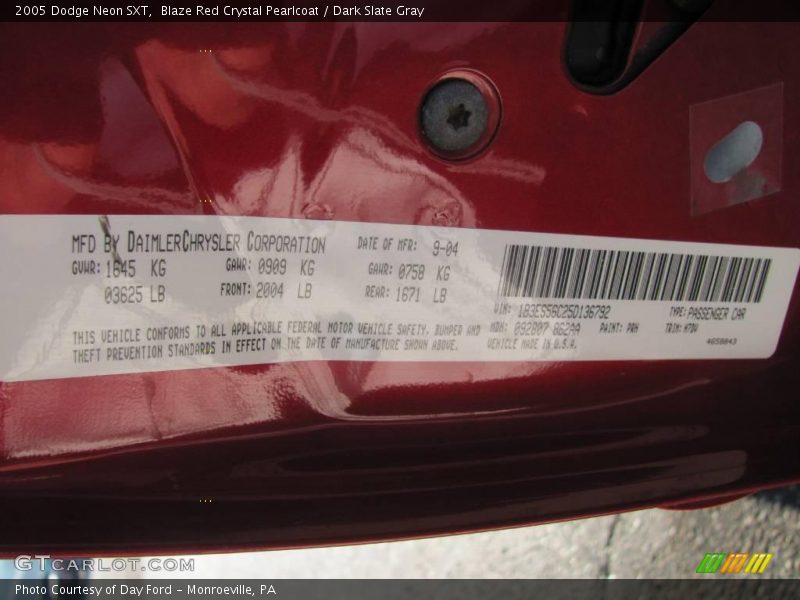 2005 Dodge Neon SXT,  Blaze Red Crystal Pearlcoat / Dark Slate Gray
MFD BY DAIMLERCHRYSLER CORPORATION DATE OF MFR: 9-04
GVWR: 1645 KG GAWR: 0909 KG GAWR: 0758 KG
03625 LB FRONT: 2004 LB REAR: 1671 LB
VIN: 1B3ES56C25D136792 TYPE: PASSENGER CAR
MDH: 092807 PAINT: PRH TRIM:
THIS VEHICLE CONFORMS TO ALL APPLICABLE FEDERAL MOTOR VEHICLE SAFETY, BUMPER AND
THEFT PREVENTION STANDARDS IN EFFECT ON THE DATE OF MANUFACTURE SHOWN ABOVE.
VEHICLE MADE IN U.S.A.
GTCARLOT.COM
Photo Courtesy of Day Ford – Monroeville, PA